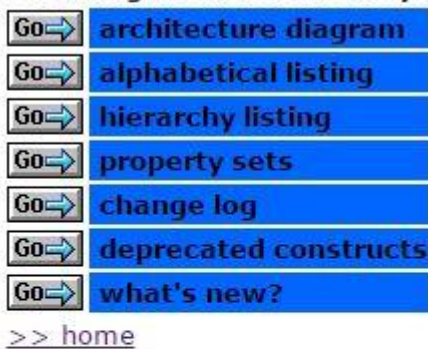 Go architecture diagram
Go alphabetical listing
Go hierarchy listing
Go property sets
Go change log
Go deprecated constructs
Go what's new?
>> home